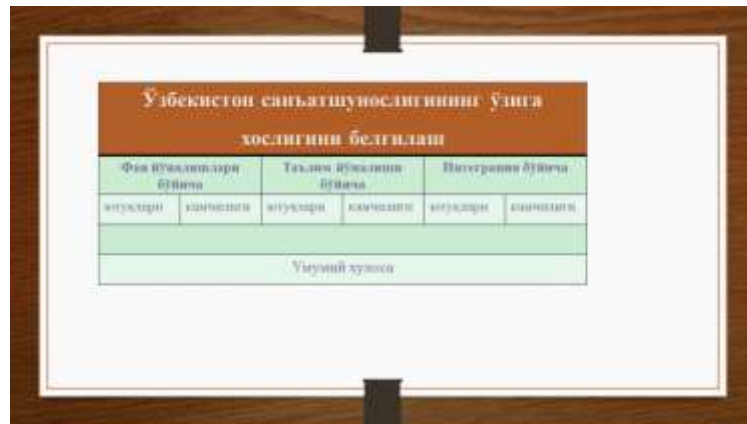 Ўзбекистон санъатшунослигининг ўзига
хослигини белгилаш
Фан йўналишлари Таълим йўналиши Интеграция бўйича
бўйича бўйича
ютуқлари камчилиги ютуқлари камчилиги ютуқлари камчилиги
Умумий хулоса